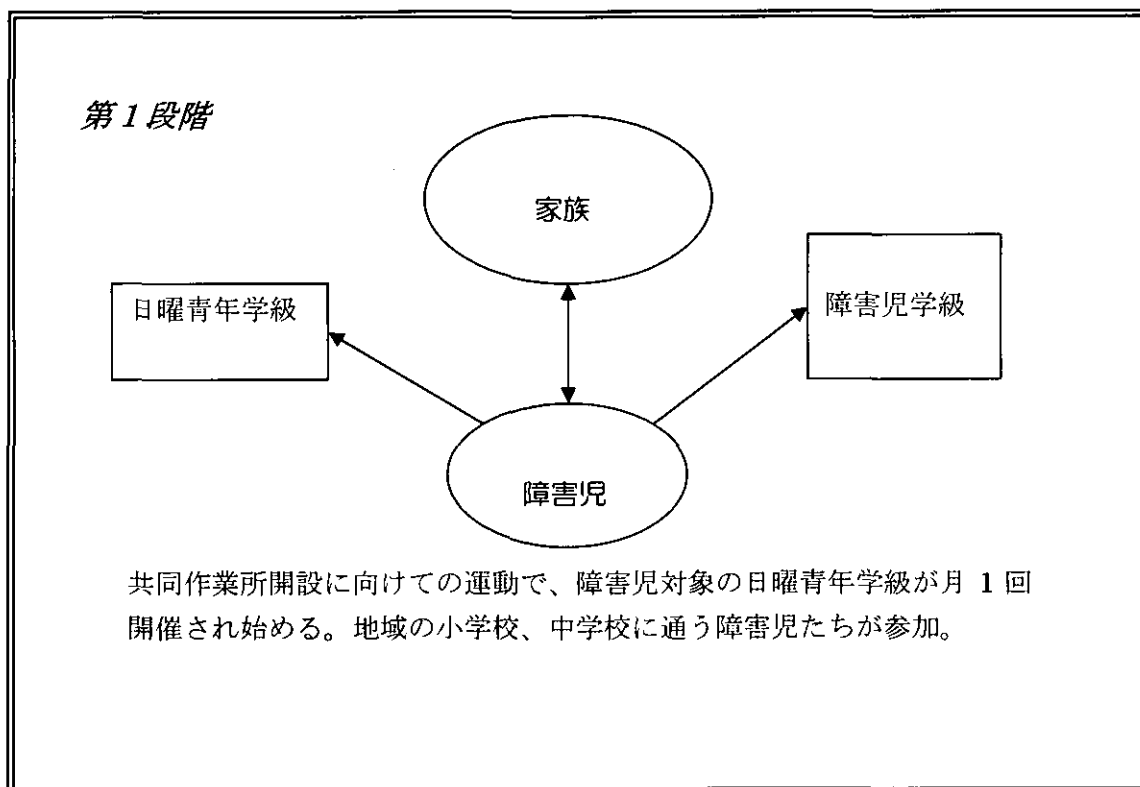 第1段階
家族
日曜青年学級
障害児学級
障害児
共同作業所開設に向けての運動で、障害児対象の日曜青年学級が月 1 回
開催され始める。地域の小学校、中学校に通う障害児たちが参加。